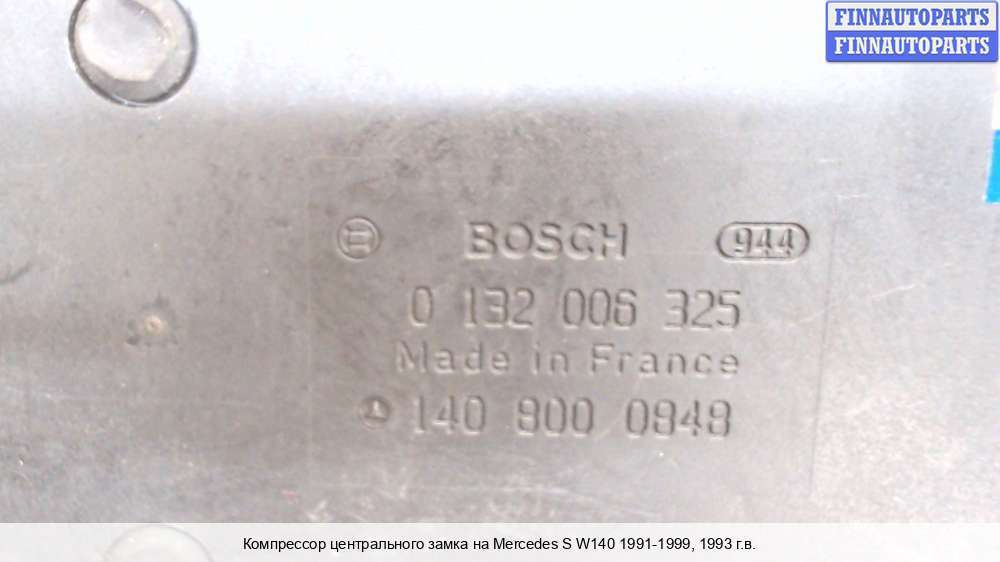 FINNAUTOPARTS
FINNAUTOPARTS
BOSCH 944
0 132 006 325
Made in France
140 800 0848
Компрессор центрального замка на Mercedes S W140 1991-1999, 1993 г.в.